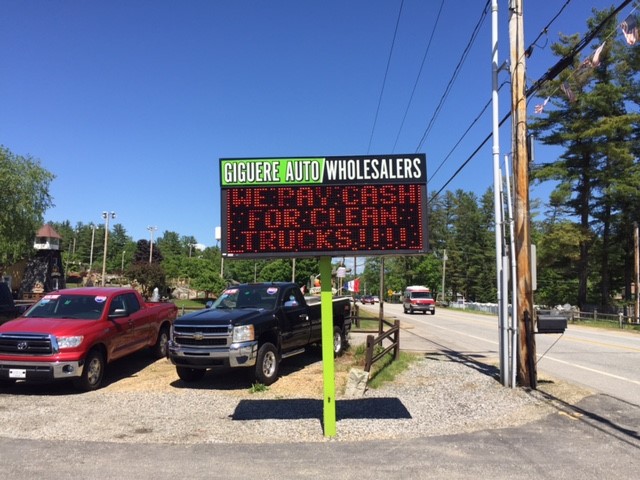 GIGUERE AUTO WHOLESALERS
WE PAY CASH
FOR CLEAN
TRUCKS!!!!